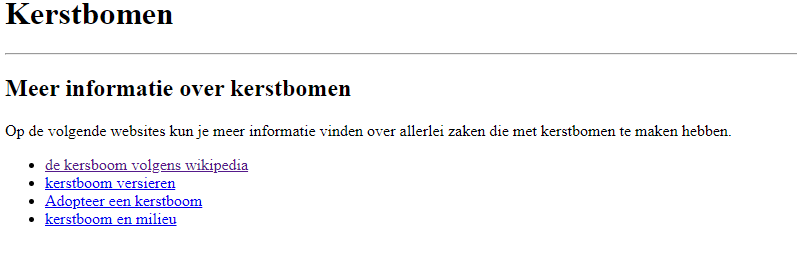 Kerstbomen
Meer informatie over kerstbomen
Op de volgende websites kun je meer informatie vinden over allerlei zaken die met kerstbomen te maken hebben.
de kersboom volgens wikipedia
kerstboom versieren
Adopteer een kerstboom
kerstboom en milieu